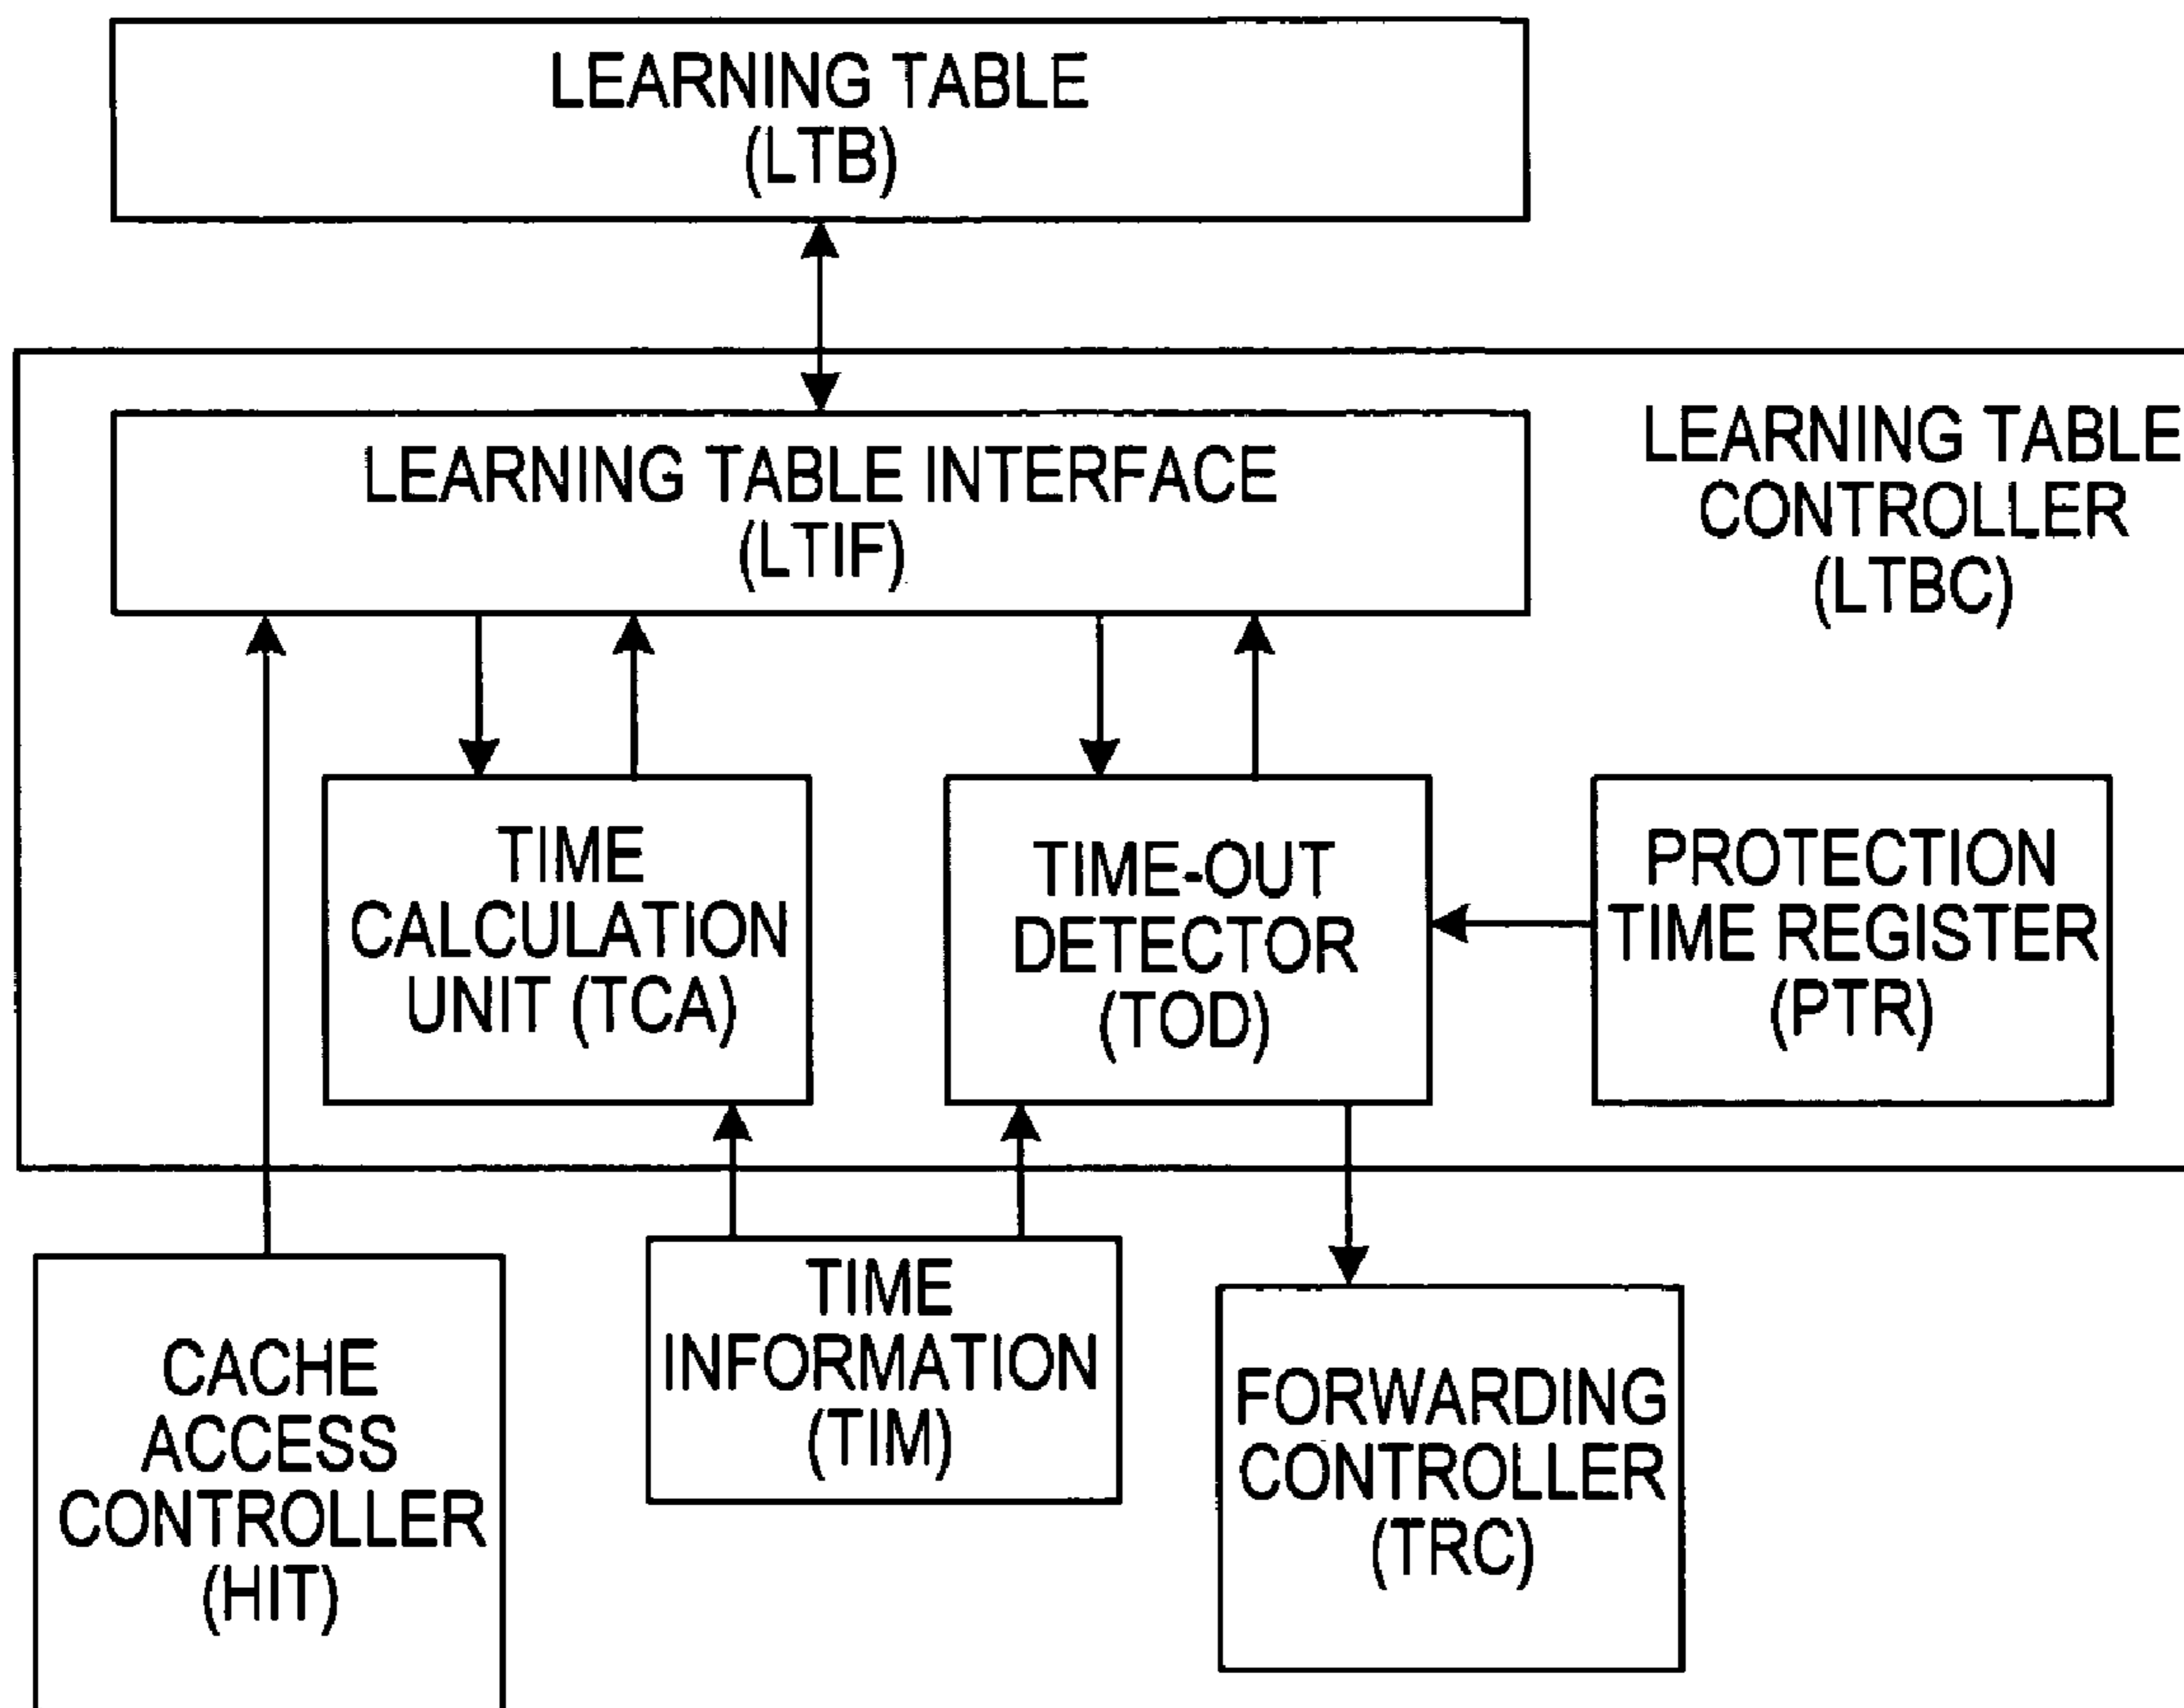 LEARNING TABLE
(LTB)
LEARNING TABLE INTERFACE
(LTIF)
LEARNING TABLE
CONTROLLER
(LTBC)
TIME
CALCULATION
UNIT (TCA)
TIME-OUT
DETECTOR
(TOD)
PROTECTION
TIME REGISTER
(PTR)
CACHE
ACCESS
CONTROLLER
(HIT)
TIME
INFORMATION
(TIM)
FORWARDING
CONTROLLER
(TRC)